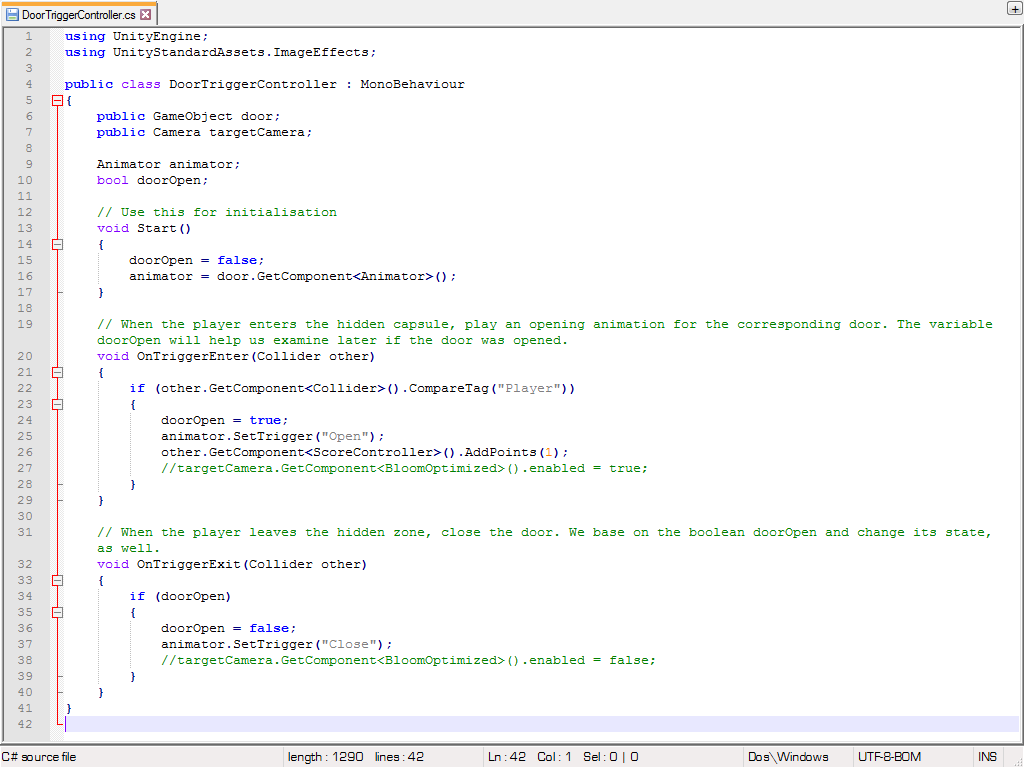 DoorTriggerController.cs
1 using UnityEngine;
2 using UnityStandardAssets.ImageEffects;
3
4 public class DoorTriggerController : MonoBehaviour
5 {
6 public GameObject door;
7 public Camera targetCamera;
8
9 Animator animator;
10 bool doorOpen;
11
12 // Use this for initialisation
13 void Start()
14 {
15 doorOpen = false;
16 animator = door.GetComponent<Animator>();
17 }
18
19 // When the player enters the hidden capsule, play an opening animation for the corresponding door. The variable
doorOpen will help us examine later if the door was opened.
20 void OnTriggerEnter(Collider other)
21 {
22 if (other.GetComponent<Collider>().CompareTag("Player"))
23 {
24 doorOpen = true;
25 animator.SetTrigger("Open");
26 other.GetComponent<ScoreController>().AddPoints(1);
27 //targetCamera.GetComponent<BloomOptimized>().enabled = true;
28 }
29 }
30
31 // When the player leaves the hidden zone, close the door. We base on the boolean doorOpen and change its state,
as well.
32 void OnTriggerExit(Collider other)
33 {
34 if (doorOpen)
35 {
36 doorOpen = false;
37 animator.SetTrigger("Close");
38 //targetCamera.GetComponent<BloomOptimized>().enabled = false;
39 }
40 }
41 }
42
C# source file length : 1290 lines : 42 Ln : 42 Col : 1 Sel : 0 | 0 Dos\Windows UTF-8-BOM INS